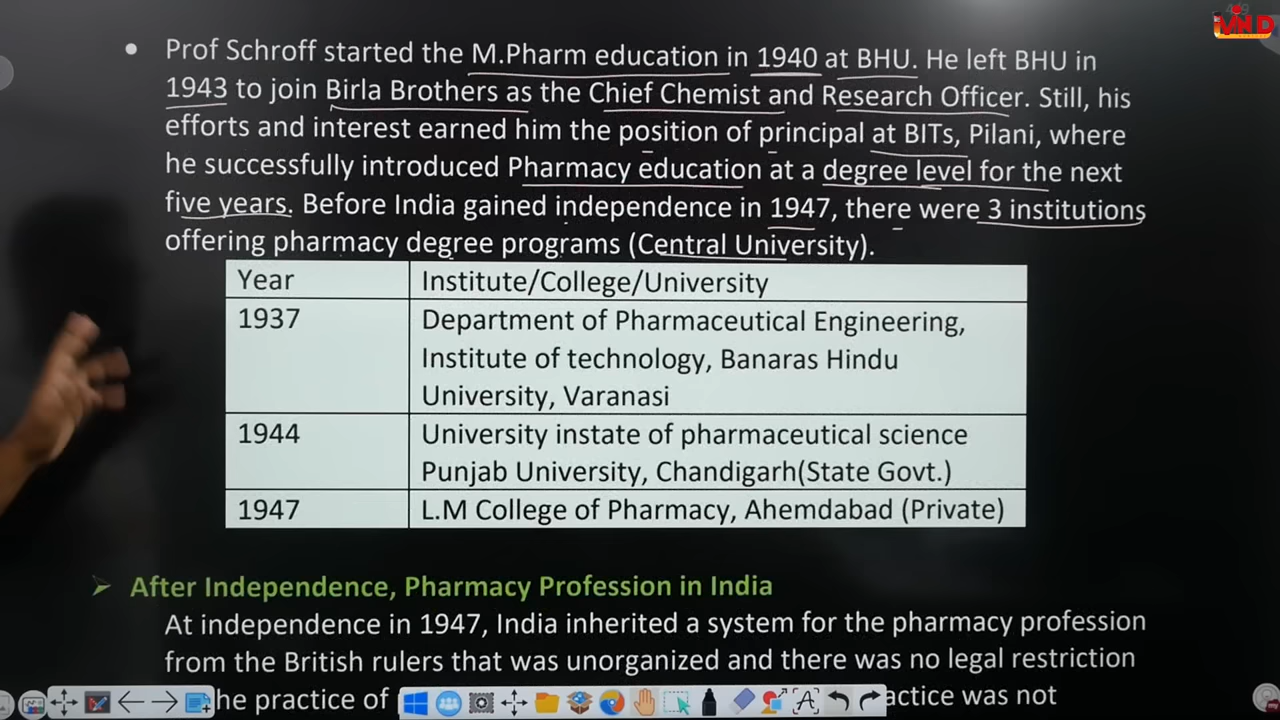 Prof Schroff started the M.Pharm education in 1940 at BHU. He left BHU in
1943 to join Birla Brothers as the Chief Chemist and Research Officer. Still, his
efforts and interest earned him the position of principal at BITs, Pilani, where
he successfully introduced Pharmacy education at a degree level for the next
five years. Before India gained independence in 1947, there were 3 institutions
offering pharmacy degree programs (Central University).
Year Institute/College/University
1937 Department of Pharmaceutical Engineering,
Institute of technology, Banaras Hindu
University, Varanasi
1944 University instate of pharmaceutical science
Punjab University, Chandigarh(State Govt.)
1947 L.M College of Pharmacy, Ahemdabad (Private)
After Independence, Pharmacy Profession in India
At independence in 1947, India inherited a system for the pharmacy profession
from the British rulers that was unorganized and there was no legal restriction
he practice of actice was not